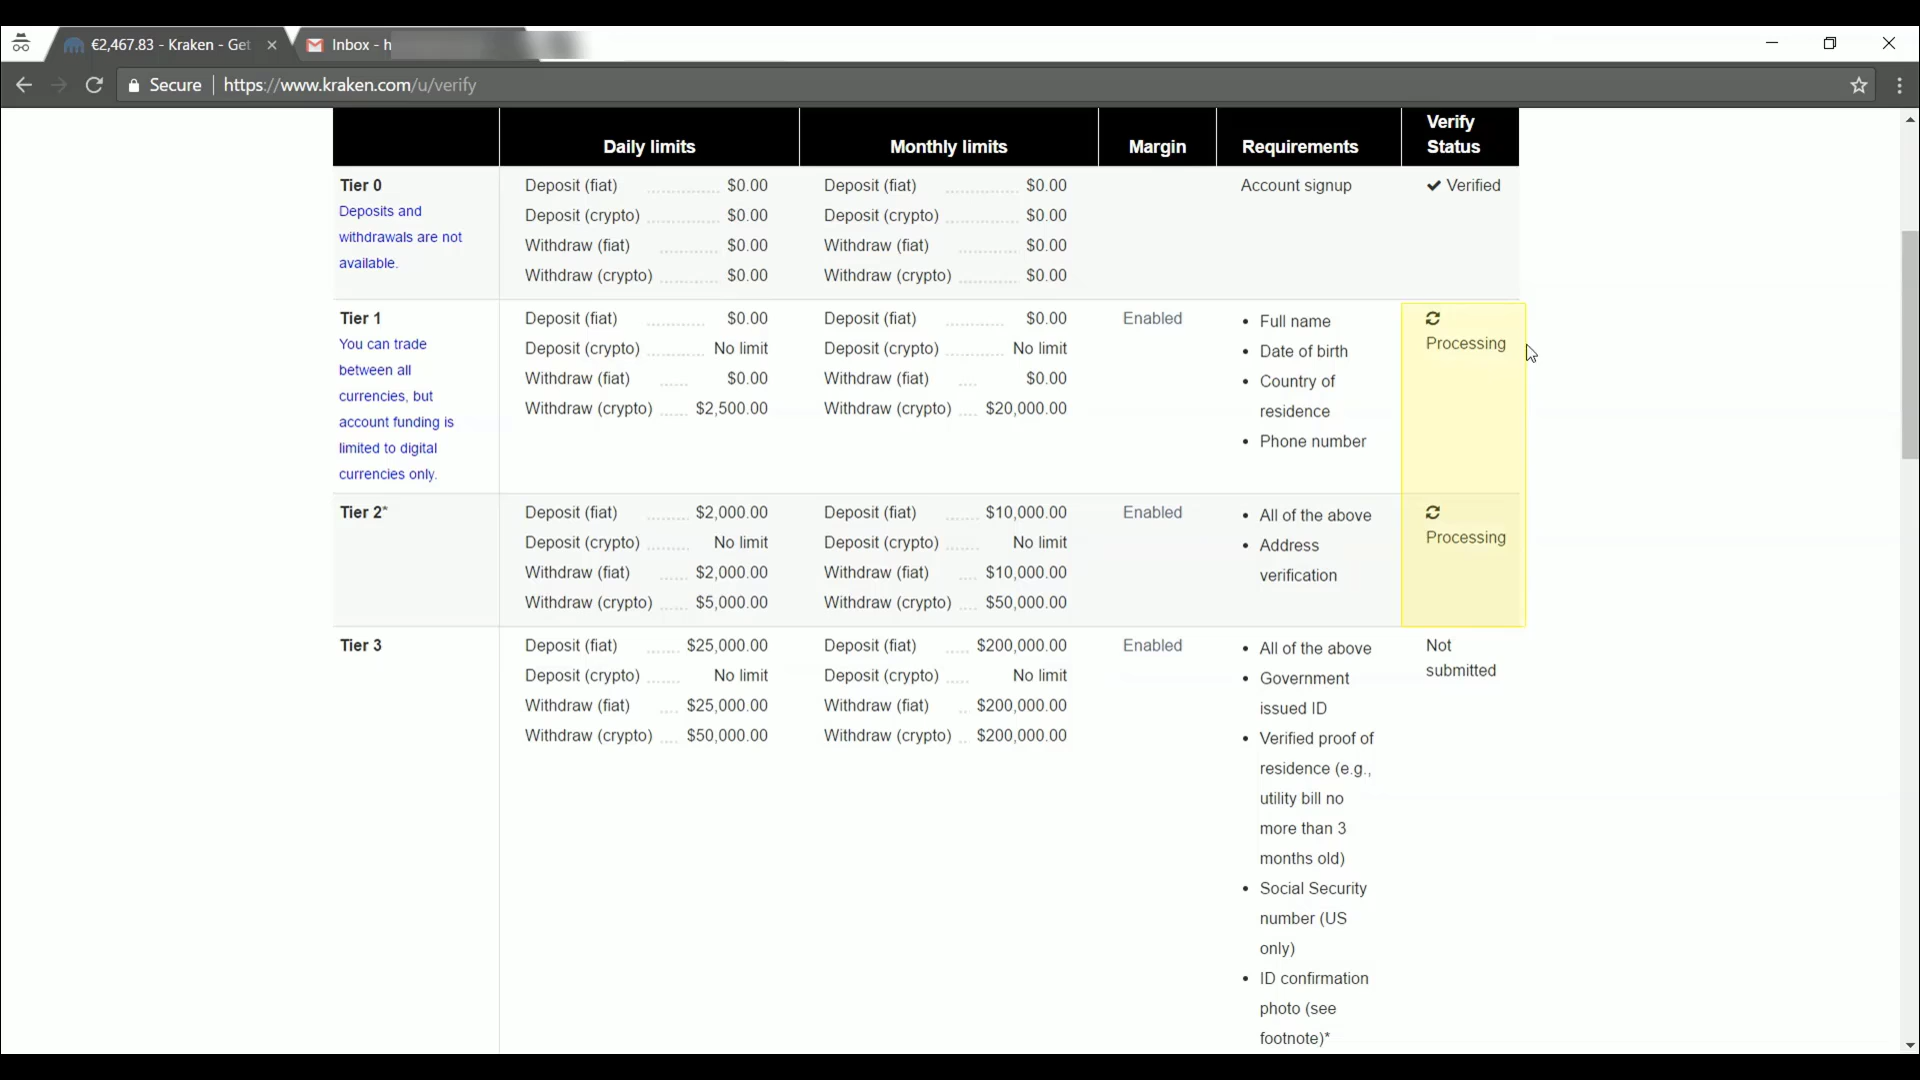 €2,467.83 - Kraken - Get
Inbox - h
Secure | https://www.kraken.com/u/verify
Daily limits Monthly limits Margin Requirements Verify Status
Tier 0
Deposits and
withdrawals are not
available.
Deposit (fiat) $0.00
Deposit (crypto) $0.00
Withdraw (fiat) $0.00
Withdraw (crypto) $0.00
Deposit (fiat) $0.00
Deposit (crypto) $0.00
Withdraw (fiat) $0.00
Withdraw (crypto) $0.00
Account signup
Verified
Tier 1
You can trade
between all
currencies, but
account funding is
limited to digital
currencies only.
Deposit (fiat) $0.00
Deposit (crypto) No limit
Withdraw (fiat) $0.00
Withdraw (crypto) $2,500.00
Deposit (fiat) $0.00
Deposit (crypto) No limit
Withdraw (fiat) $0.00
Withdraw (crypto) $20,000.00
Enabled
• Full name
• Date of birth
• Country of
residence
• Phone number
Processing
Tier 2*
Deposit (fiat) $2,000.00
Deposit (crypto) No limit
Withdraw (fiat) $2,000.00
Withdraw (crypto) $5,000.00
Deposit (fiat) $10,000.00
Deposit (crypto) No limit
Withdraw (fiat) $10,000.00
Withdraw (crypto) $50,000.00
Enabled
• All of the above
• Address
verification
Processing
Tier 3
Deposit (fiat) $25,000.00
Deposit (crypto) No limit
Withdraw (fiat) $25,000.00
Withdraw (crypto) $50,000.00
Deposit (fiat) $200,000.00
Deposit (crypto) No limit
Withdraw (fiat) $200,000.00
Withdraw (crypto) $200,000.00
Enabled
• All of the above
• Government
issued ID
• Verified proof of
residence (e.g.,
utility bill no
more than 3
months old)
• Social Security
number (US
only)
• ID confirmation
photo (see
footnote)*
Not
submitted